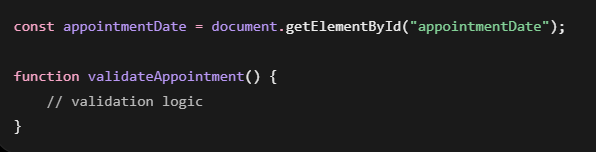 const appointmentDate = document.getElementById("appointmentDate");
function validateAppointment() {
    // validation logic
}